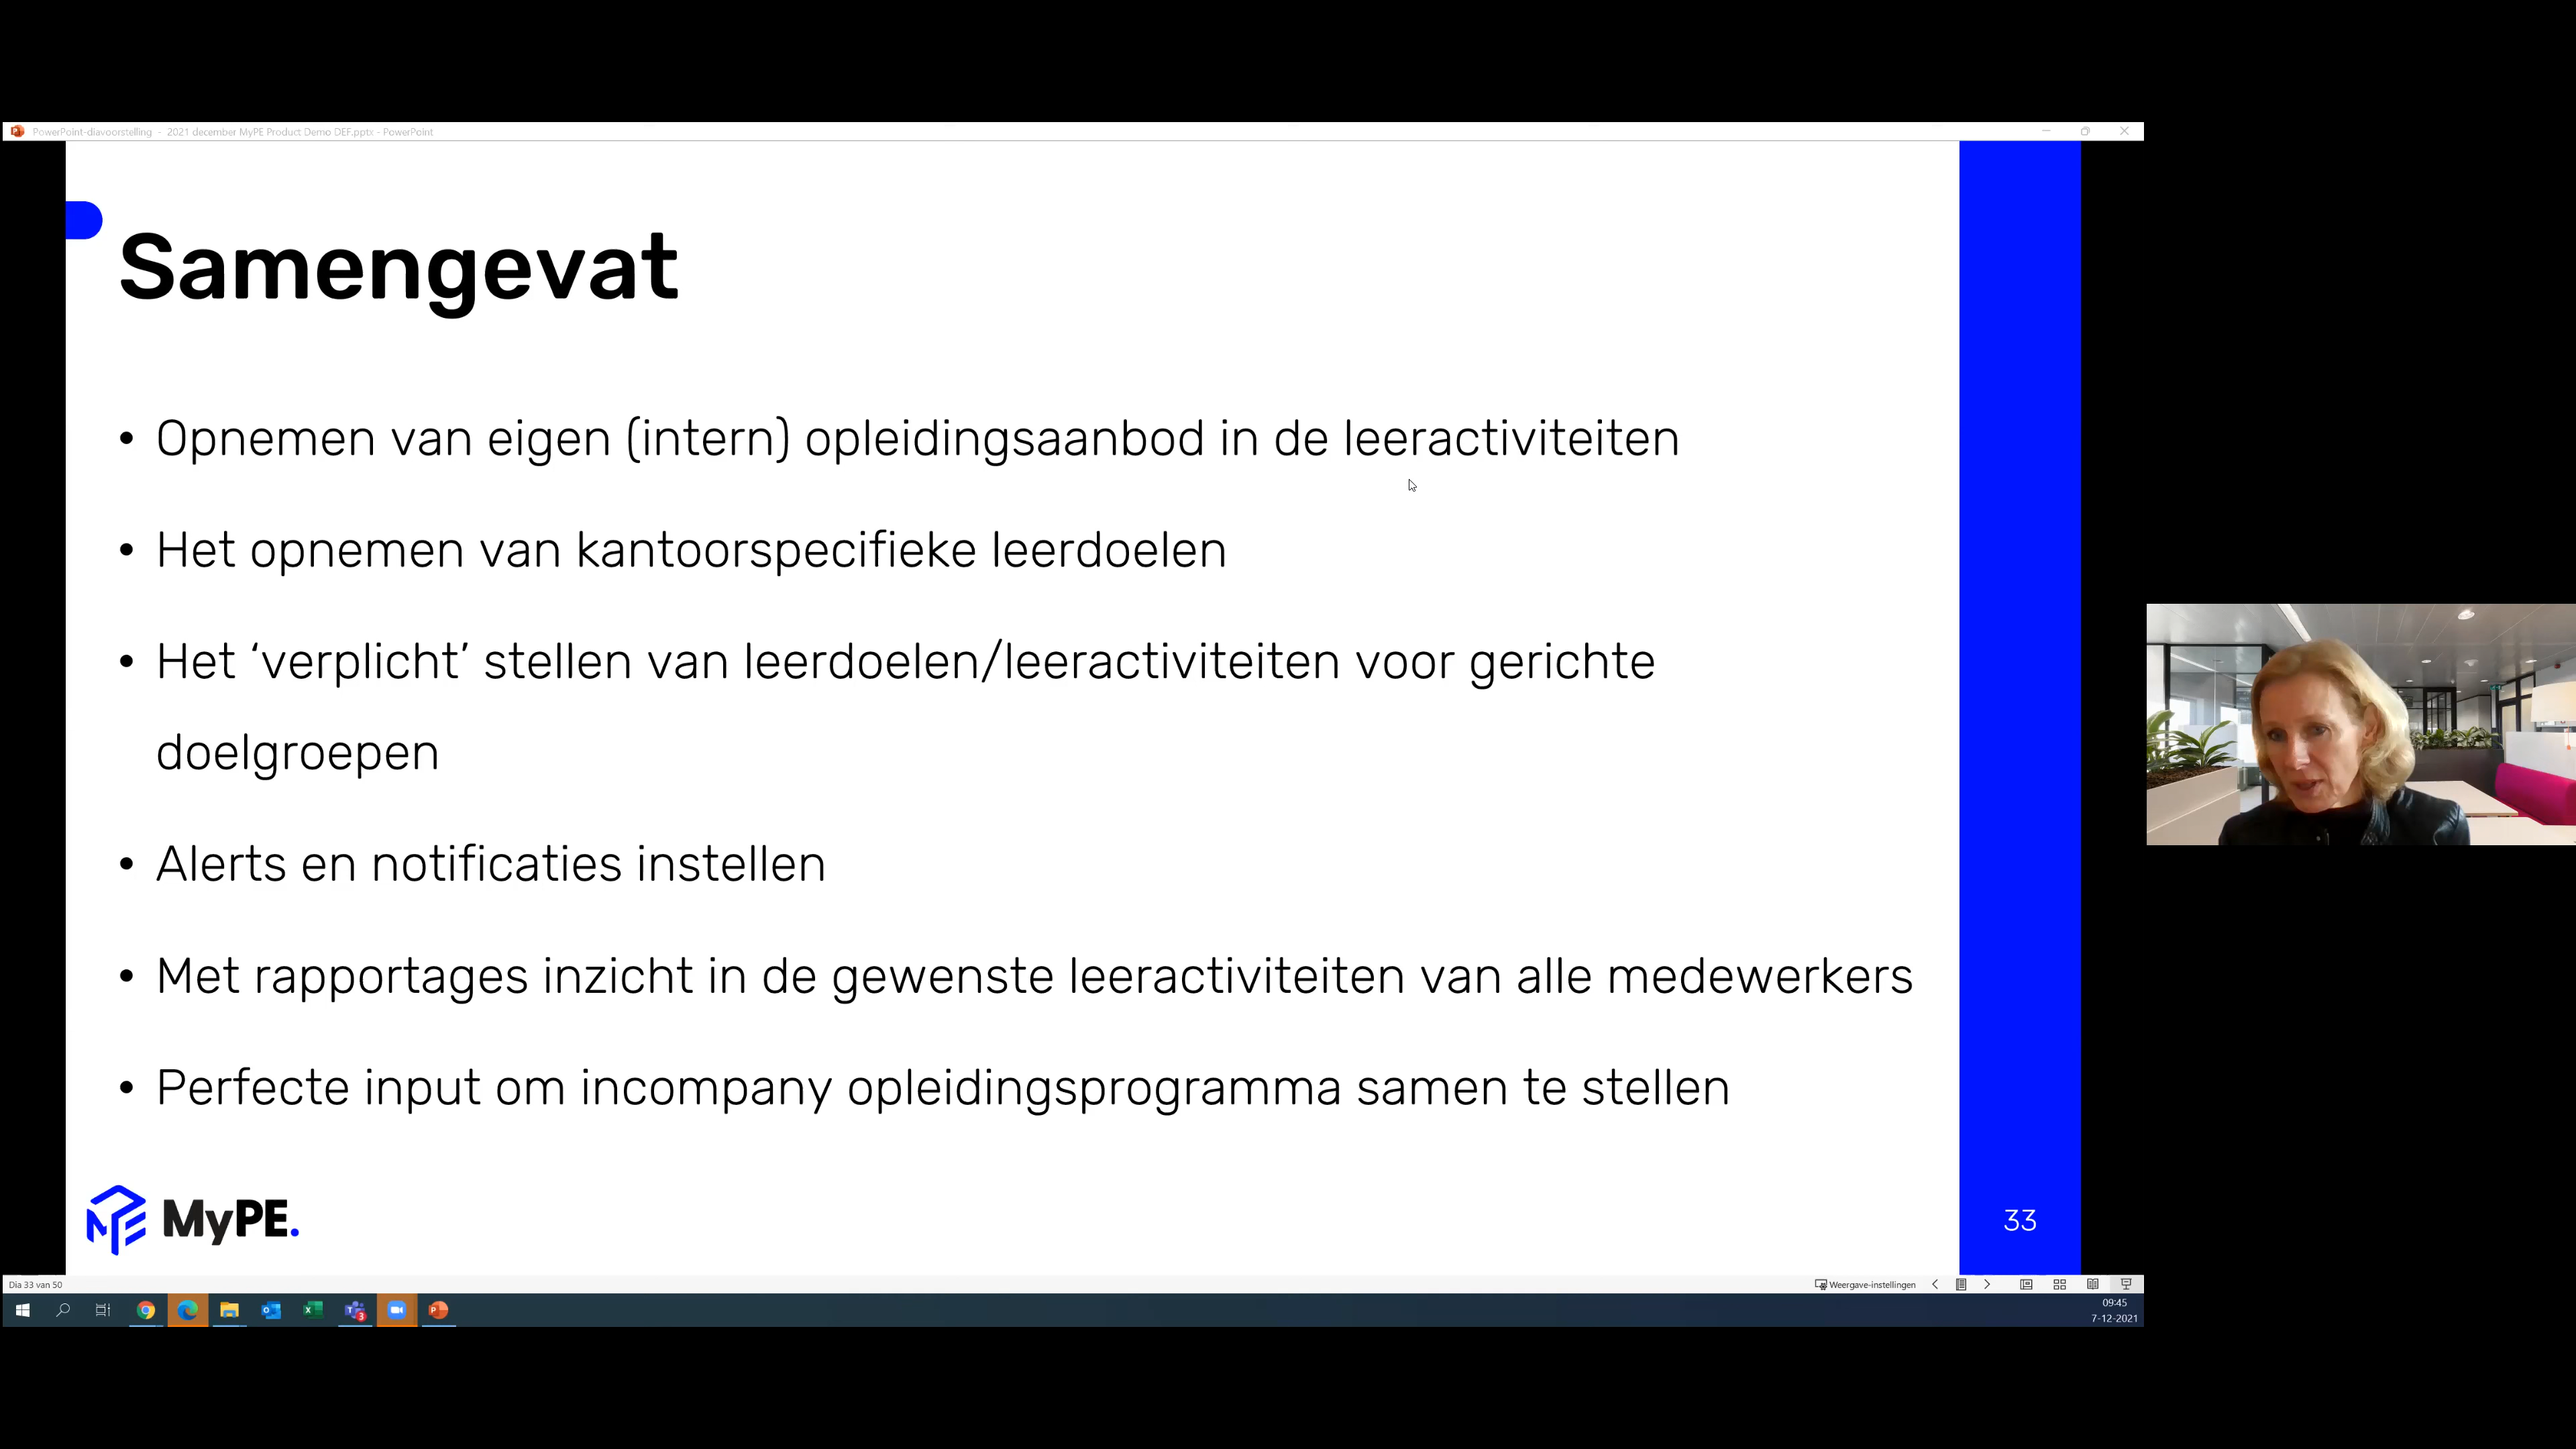 PowerPoint-diavoorstelling - 2021 december MyPE Product Demo DEF.pptx - PowerPoint
Samengevat
• Opnemen van eigen (intern) opleidingsaanbod in de leeractiviteiten
• Het opnemen van kantoorspecifieke leerdoelen
• Het ‘verplicht’ stellen van leerdoelen/leeractiviteiten voor gerichte
doelgroepen
• Alerts en notificaties instellen
• Met rapportages inzicht in de gewenste leeractiviteiten van alle medewerkers
• Perfecte input om incompany opleidingsprogramma samen te stellen
MyPE.
33
Dia 33 van 50
Weergave-instellingen
3
09:45
7-12-2021